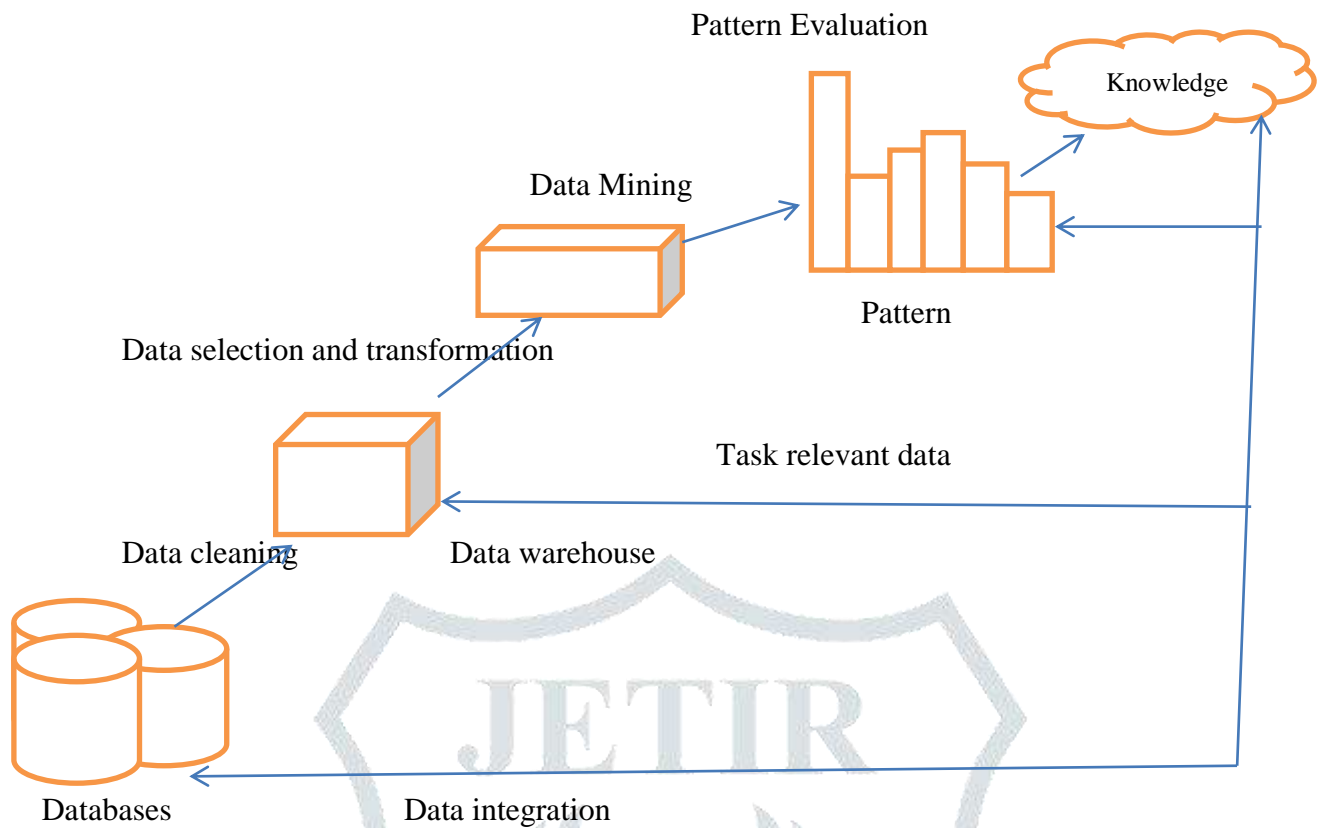 Pattern Evaluation
Knowledge
Data Mining
Pattern
Data selection and transformation
Task relevant data
Data cleaning
Data warehouse
JETIR
Databases
Data integration